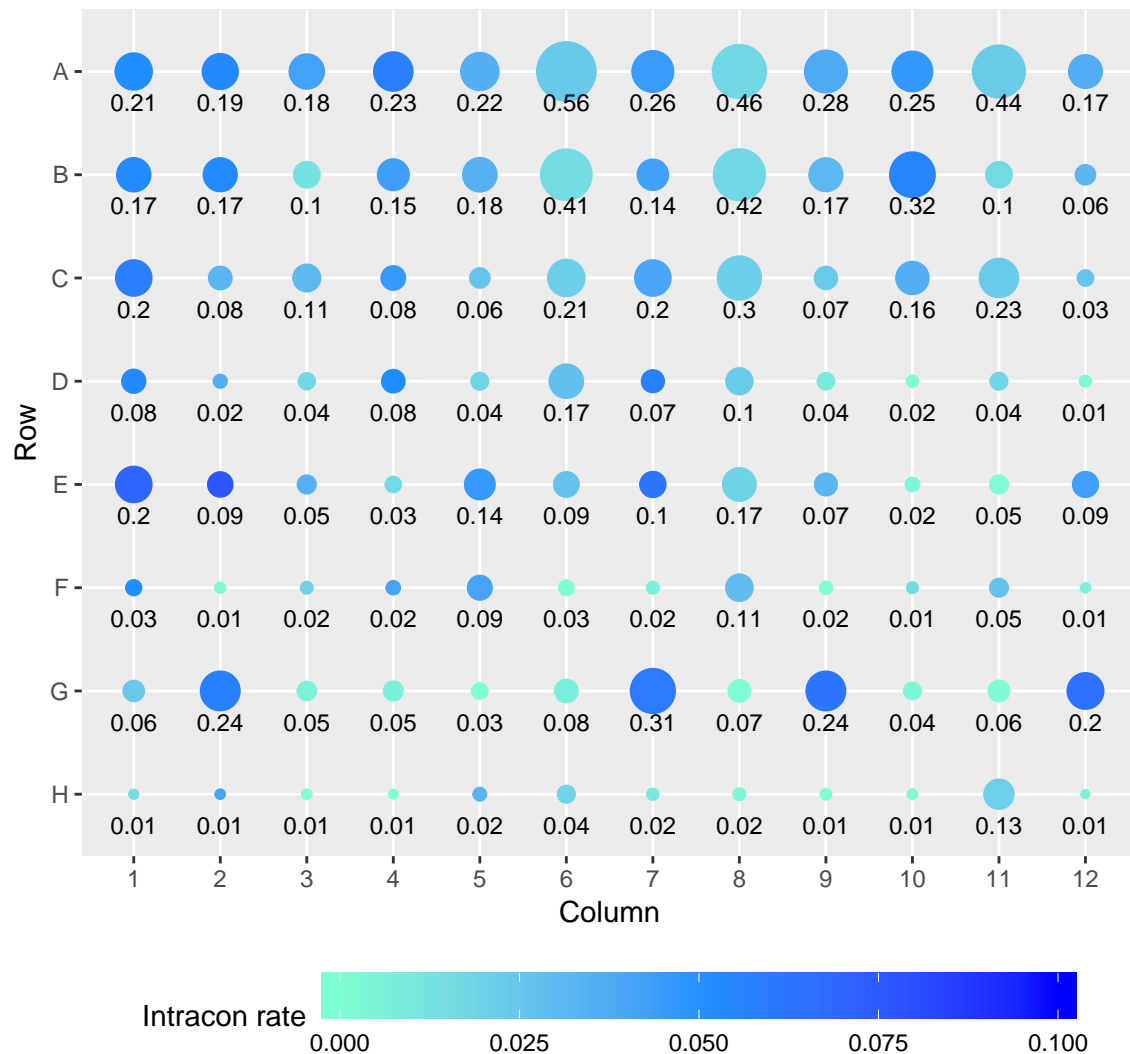 A
0.21 0.19 0.18 0.23 0.22 0.56 0.26 0.46 0.28 0.25 0.44 0.17
B
0.17 0.17 0.1 0.15 0.18 0.41 0.14 0.42 0.17 0.32 0.1 0.06
C
0.2 0.08 0.11 0.08 0.06 0.21 0.2 0.3 0.07 0.16 0.23 0.03
D
0.08 0.02 0.04 0.08 0.04 0.17 0.07 0.1 0.04 0.02 0.04 0.01
Row
E
0.2 0.09 0.05 0.03 0.14 0.09 0.1 0.17 0.07 0.02 0.05 0.09
F
0.03 0.01 0.02 0.02 0.09 0.03 0.02 0.11 0.02 0.01 0.05 0.01
G
0.06 0.24 0.05 0.05 0.03 0.08 0.31 0.07 0.24 0.04 0.06 0.2
H
0.01 0.01 0.01 0.01 0.02 0.04 0.02 0.02 0.01 0.01 0.13 0.01
1 2 3 4 5 6 7 8 9 10 11 12
Column
Intracon rate
0.000 0.025 0.050 0.075 0.100